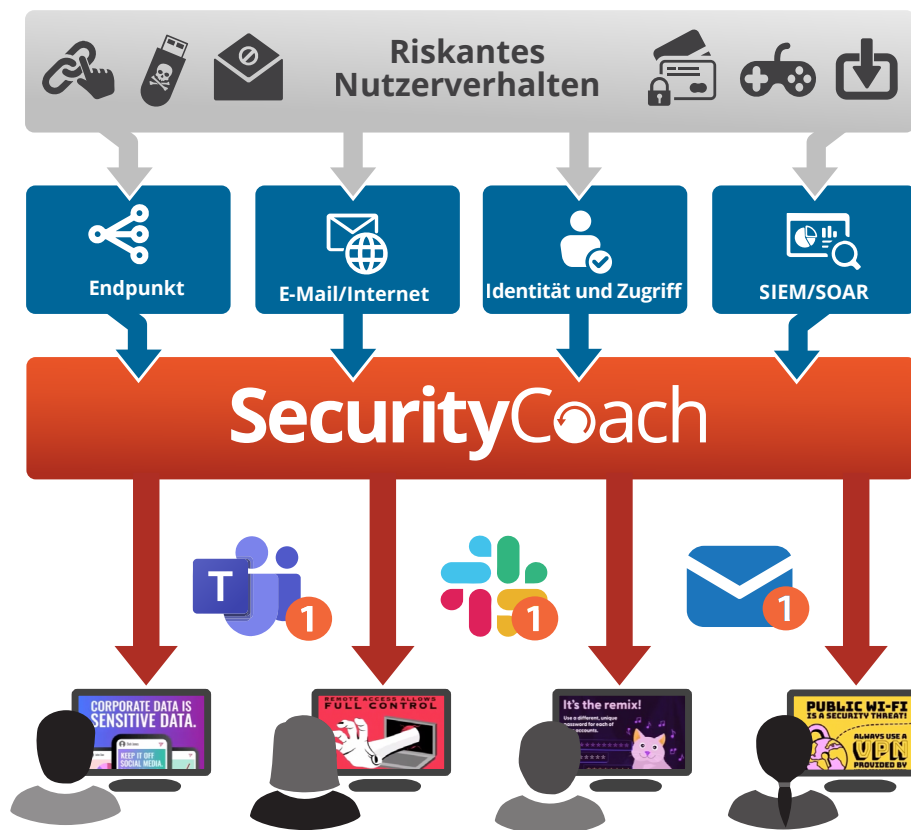 Riskantes
Nutzerverhalten
Endpunkt
E-Mail/Internet
Identität und Zugriff
SIEM/SOAR
SecurityCoach
T
1
1
1
CORPORATE DATA IS
SENSITIVE DATA.
KEEP IT OFF
SOCIAL MEDIA.
REMOTE ACCESS ALLOWS
FULL CONTROL
It's the remix!
Use a different, unique
password for each of
accounts.
PUBLIC WI-FI
IS A SECURITY THREAT!
ALWAYS USE A
VPN
PROVIDED BY